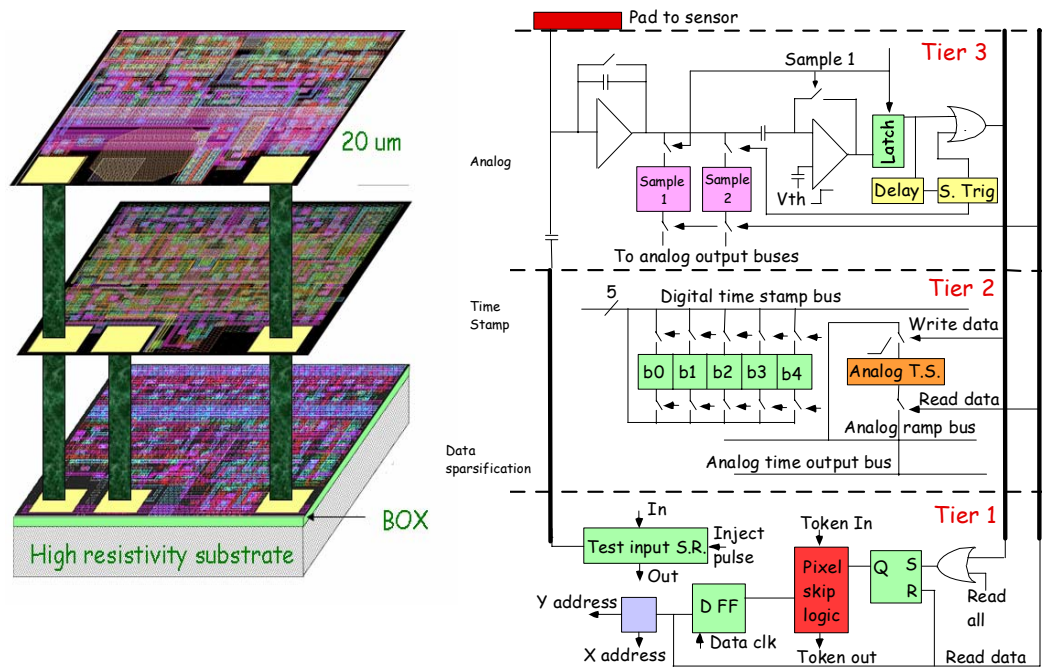 20 um
BOX
High resistivity substrate
Analog
Time
Stamp
Data
sparsification
Pad to sensor
Tier 3
Sample 1
Latch
Sample
1
Sample
2
Vth
Delay
S. Trig
To analog output buses
Tier 2
5
Digital time stamp bus
Write data
b0 b1 b2 b3 b4
Analog T.S.
Read data
Analog ramp bus
Analog time output bus
Tier 1
In
Test input S.R.
Inject
pulse
Out
Token In
Pixel
skip
logic
Token out
Q S
R
Read
all
Y address
D FF
Data clk
X address
Read data